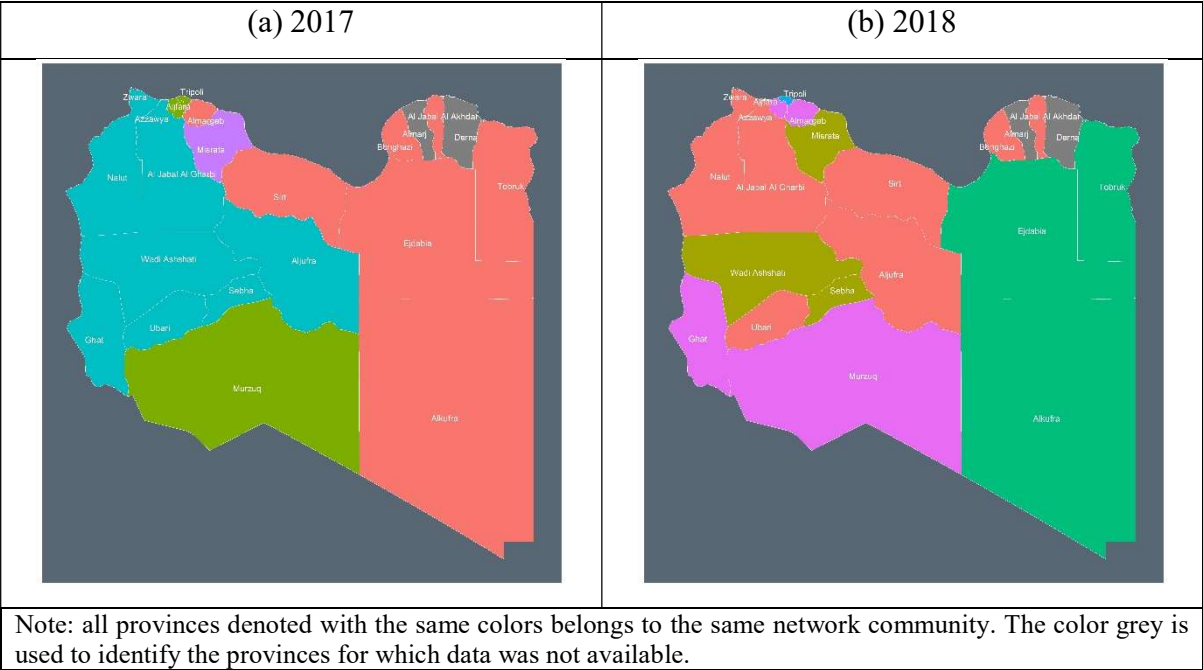 (a) 2017
(b) 2018
Tripoli
Zwara
Aljfara
Azzawya
Almargeb
Misrata
Nalut
Al Jabal Al Gharbi
Sirt
Al Jabal
Al Akhdar
Almarj
Derna
Benghazi
Tobruk
Ejdabia
Wadi Ashshati
Aljufra
Sebha
Ubari
Ghat
Murzuq
Alkufra
Tripoli
Zwara
Aljfara
Azzawya
Almargeb
Misrata
Nalut
Al Jabal Al Gharbi
Sirt
Al Jabal
Al Akhdar
Almarj
Derna
Benghazi
Tobruk
Ejdabia
Wadi Ashshati
Aljufra
Sebha
Ubari
Ghat
Murzuq
Alkufra
Note: all provinces denoted with the same colors belongs to the same network community. The color grey is
used to identify the provinces for which data was not available.